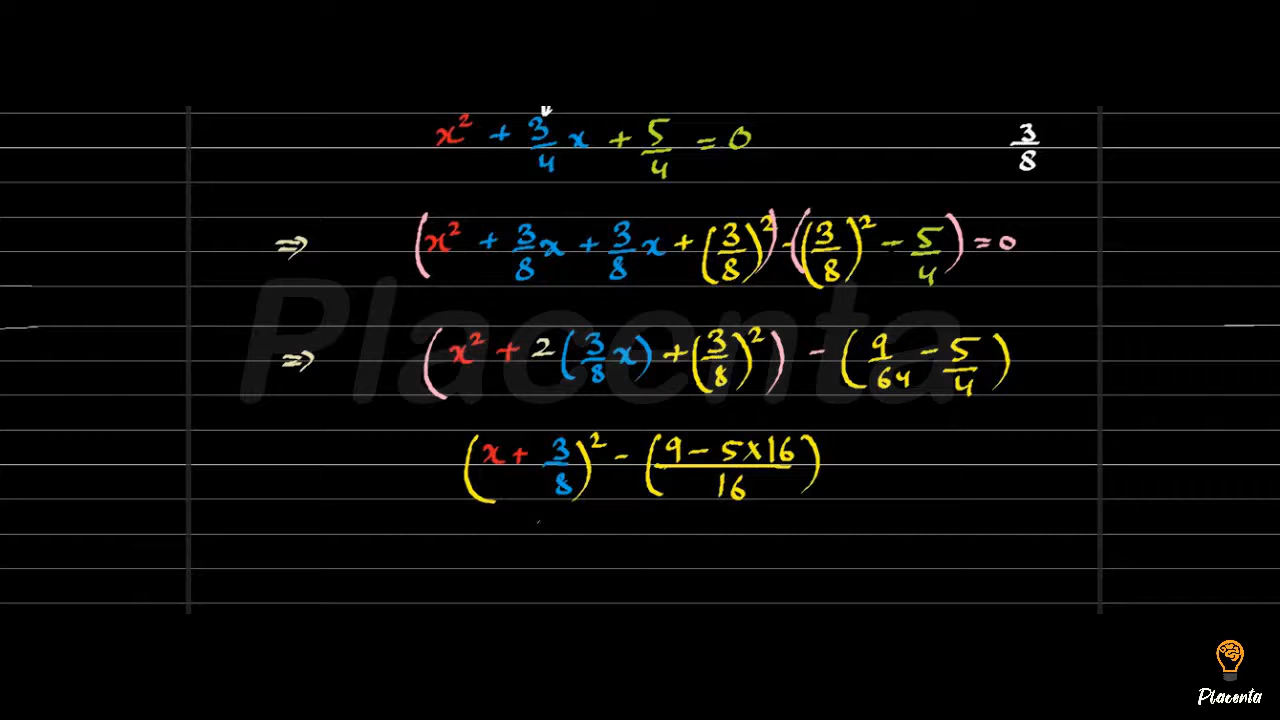 x² + 3/4 x + 5/4 = 0
3/8
⇒ (x² + 3/8 x + 3/8 x + (3/8)²) - ((3/8)² - 5/4) = 0
⇒ (x² + 2(3/8 x) + (3/8)²) - (9/64 - 5/4)
(x + 3/8)² - (9 - 5×16 / 16)
Placenta
Placenta